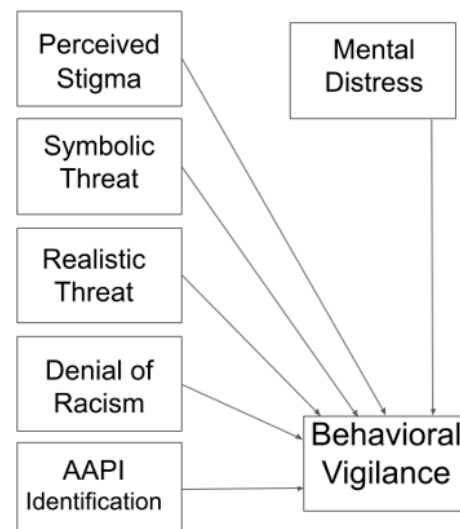 Perceived
Stigma
Mental
Distress
Symbolic
Threat
Realistic
Threat
Denial of
Racism
AAPI
Identification
Behavioral
Vigilance